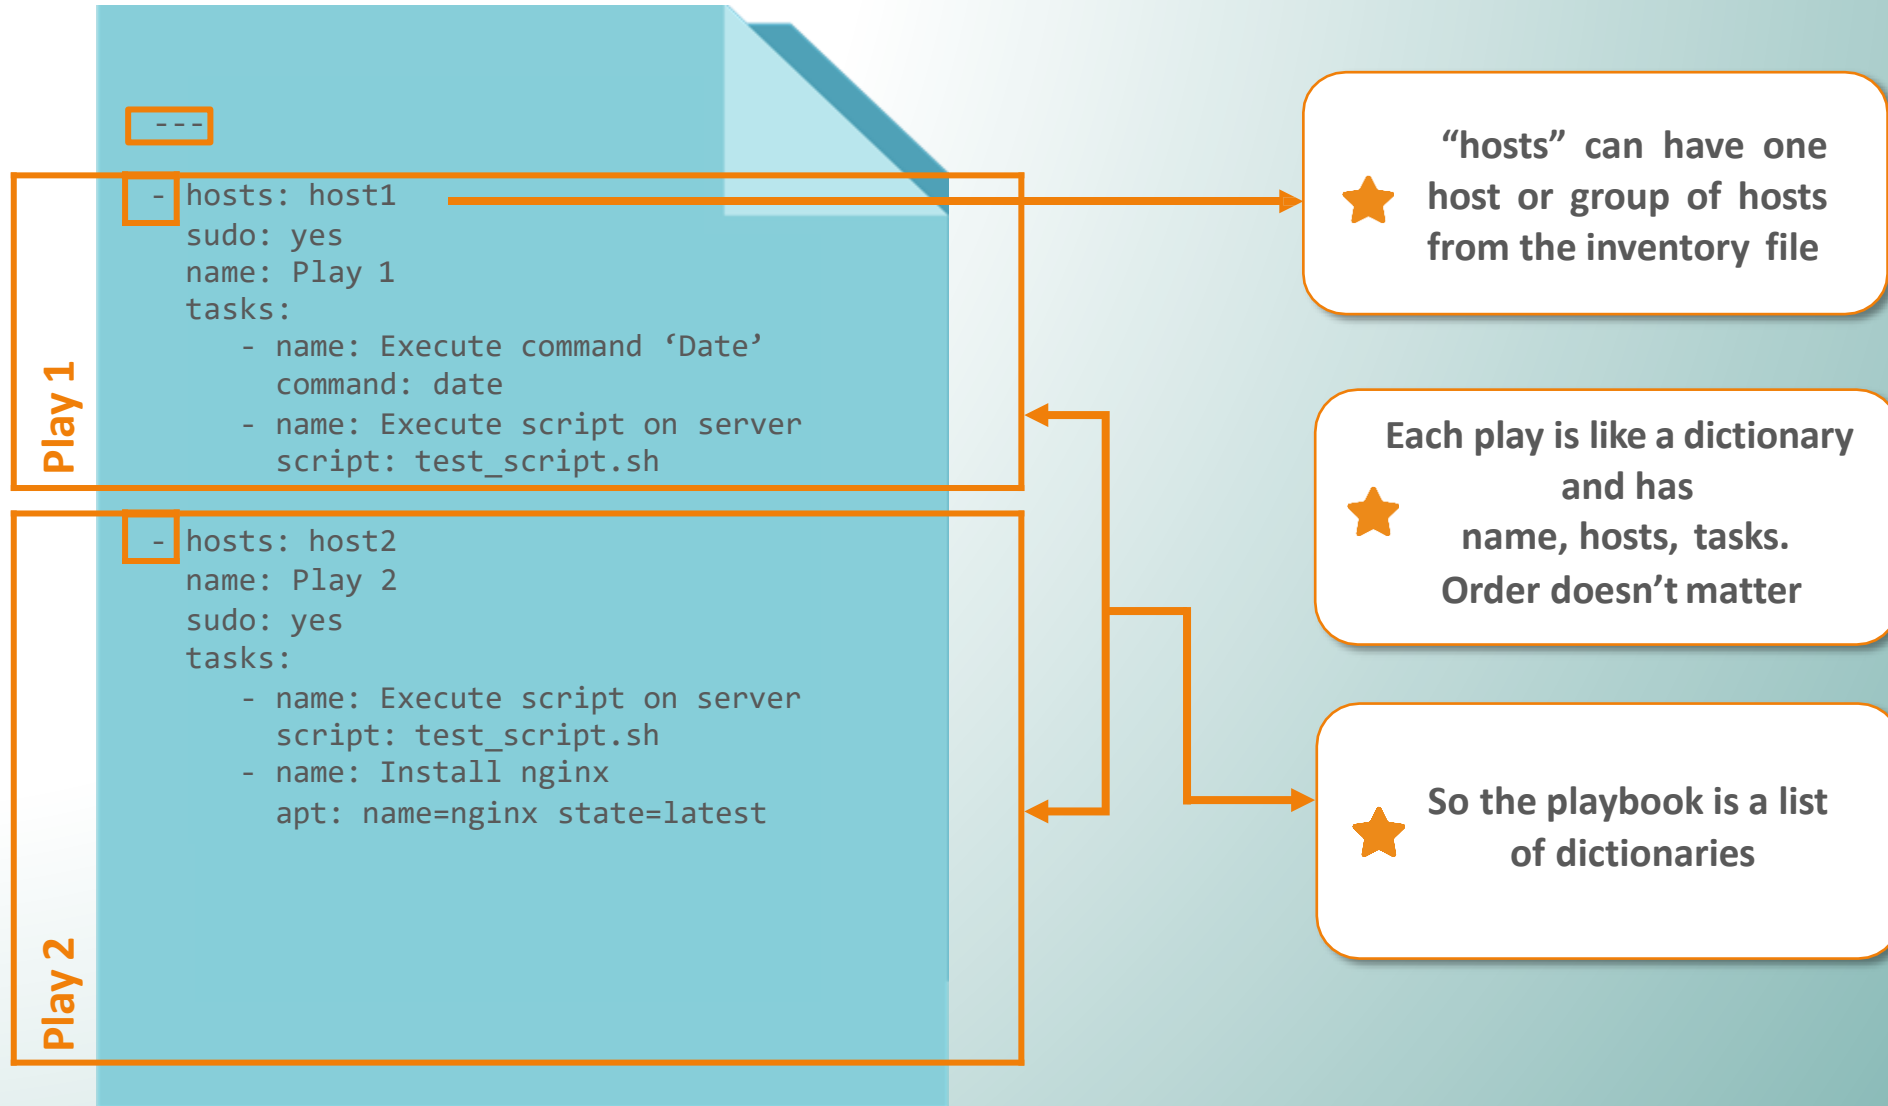 ---
- hosts: host1
sudo: yes
name: Play 1
tasks:
- name: Execute command ‘Date’
command: date
- name: Execute script on server
script: test_script.sh
Play 1
- hosts: host2
name: Play 2
sudo: yes
tasks:
- name: Execute script on server
script: test_script.sh
- name: Install nginx
apt: name=nginx state=latest
Play 2
“hosts” can have one
host or group of hosts
from the inventory file
Each play is like a dictionary
and has
name, hosts, tasks.
Order doesn’t matter
So the playbook is a list
of dictionaries